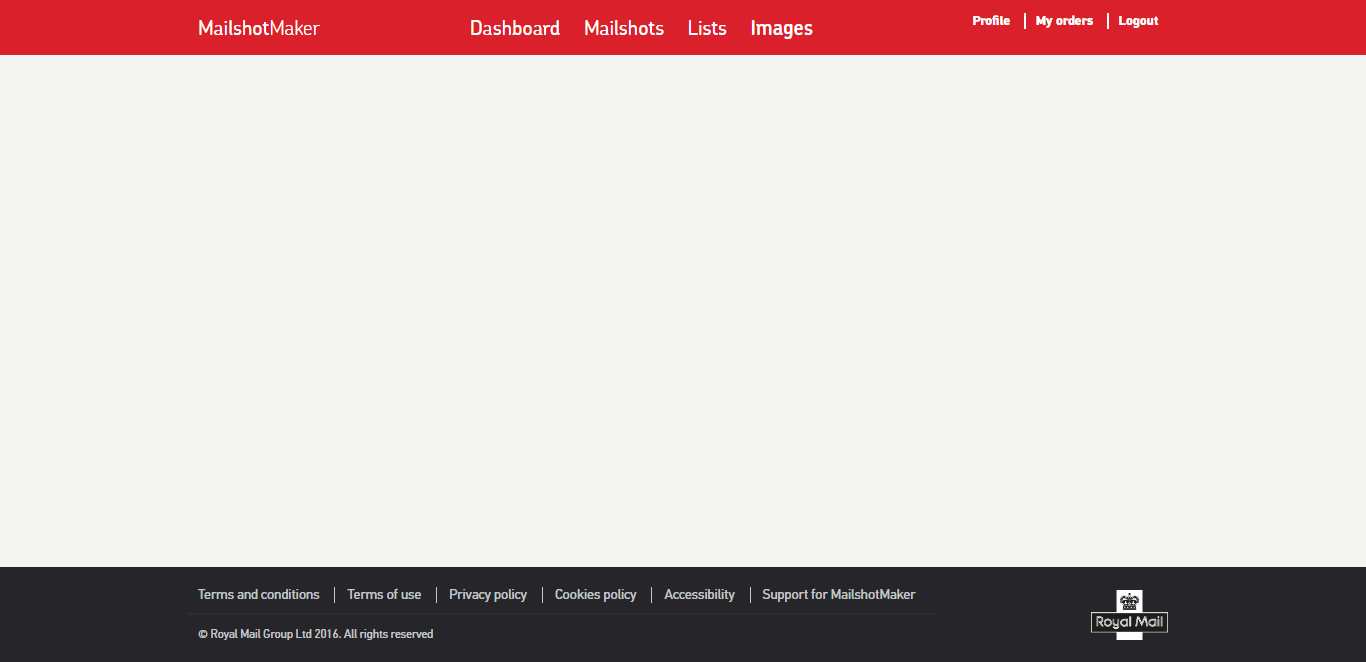 MailshotMaker Dashboard Mailshots Lists Images Profile My orders Logout
Terms and conditions Terms of use Privacy policy Cookies policy Accessibility Support for MailshotMaker
Royal Mail
© Royal Mail Group Ltd 2016. All rights reserved